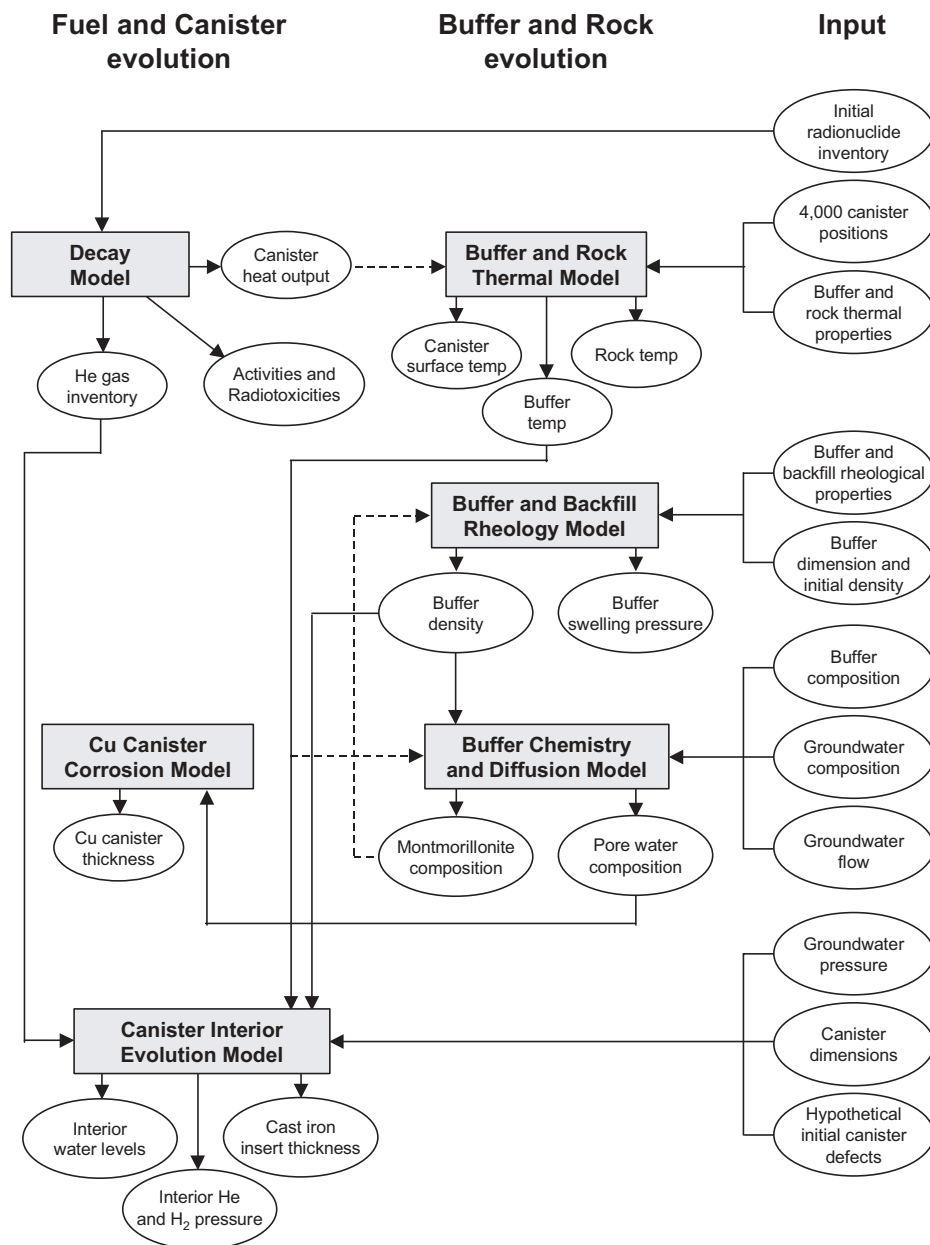 Fuel and Canister
evolution
Buffer and Rock
evolution
Input
Initial
radionuclide
inventory
4,000 canister
positions
Decay
Model
Canister
heat output
Buffer and Rock
Thermal Model
Buffer and
rock thermal
properties
Canister
surface temp
Rock temp
He gas
inventory
Activities and
Radiotoxicities
Buffer
temp
Buffer and
backfill rheological
properties
Buffer and Backfill
Rheology Model
Buffer
dimension and
initial density
Buffer
density
Buffer
swelling pressure
Buffer
composition
Cu Canister
Corrosion Model
Buffer Chemistry
and Diffusion Model
Groundwater
composition
Cu canister
thickness
Montmorillonite
composition
Pore water
composition
Groundwater
flow
Groundwater
pressure
Canister Interior
Evolution Model
Canister
dimensions
Interior
water levels
Cast iron
insert thickness
Hypothetical
initial canister
defects
Interior He
and H₂ pressure